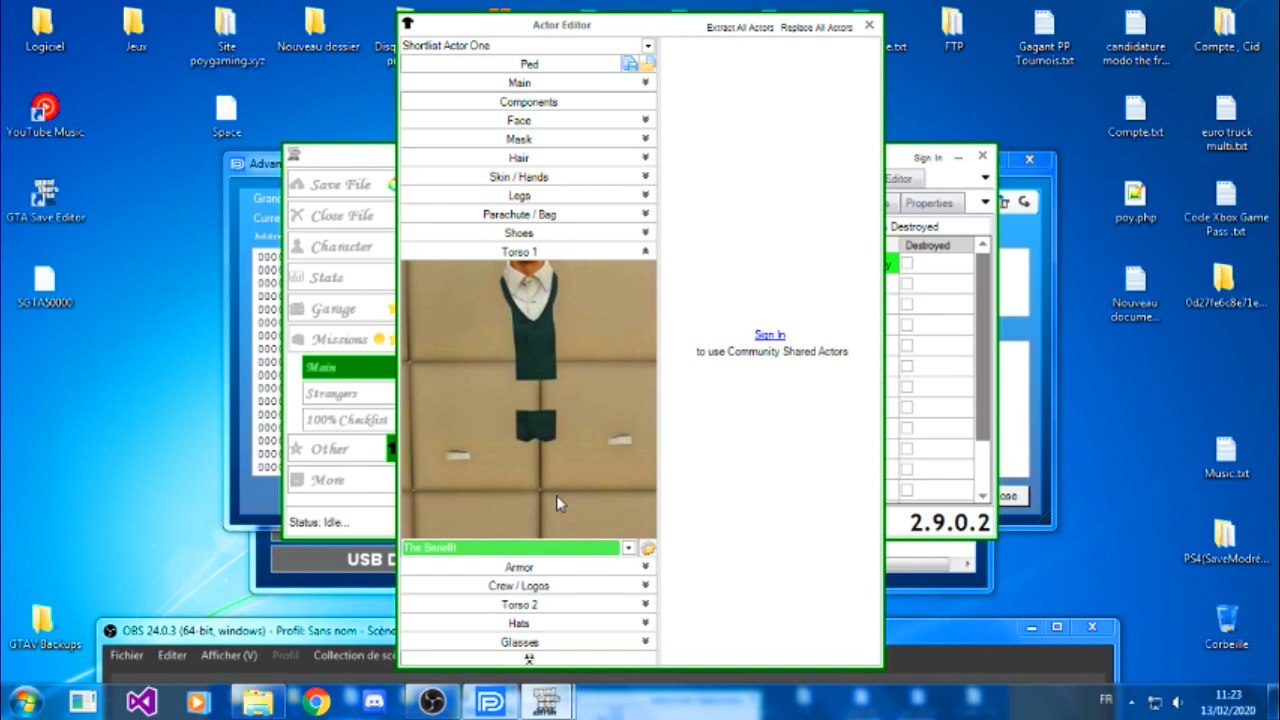 Logiciel
Jeux
Site
poygaming.xyz
Nouveau dossier
YouTube Music
Space
GTA Save Editor
SGTA50000
GTAV Backups
Actor Editor
Extract All Actors
Replace All Actors
Shortlist Actor One
Ped
Main
Components
Face
Mask
Hair
Skin / Hands
Legs
Parachute / Bag
Shoes
Torso 1
The Benefit
Armor
Crew / Logos
Torso 2
Hats
Glasses
Sign In
to use Community Shared Actors
Save File
Close File
Character
Stats
Garage
Missions
Main
Strangers
100% Checklist
Other
More
Status: Idle...
USB D
Sign In
Editor
Properties
Destroyed
Destroyed
2.9.0.2
FTP
Gagant PP
Tournois.txt
candidature
modo the fr...
Compte , Cid
Compte.txt
euro truck
multi.txt
poy.php
Code Xbox Game
Pass .txt
Nouveau
docume...
0d27fe6c8e71e...
Music.txt
PS4(SaveModré...
Corbeille
OBS 24.0.3 (64-bit, windows) - Profil: Sans nom - Scèn
Fichier
Editer
Afficher (V)
Profil
Collection de sc
FR
11:23
13/02/2020